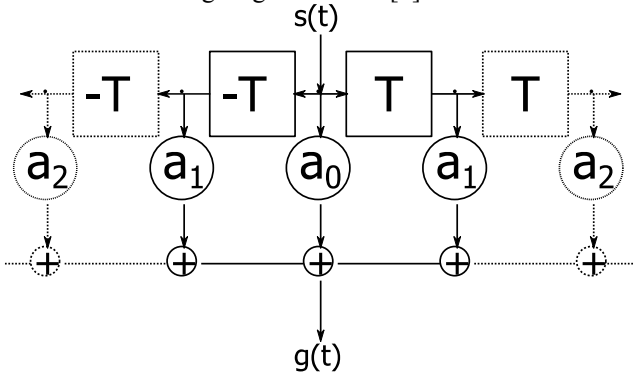 s(t)
-T -T T T
a2 a1 a0 a1 a2
+ + + + +
g(t)